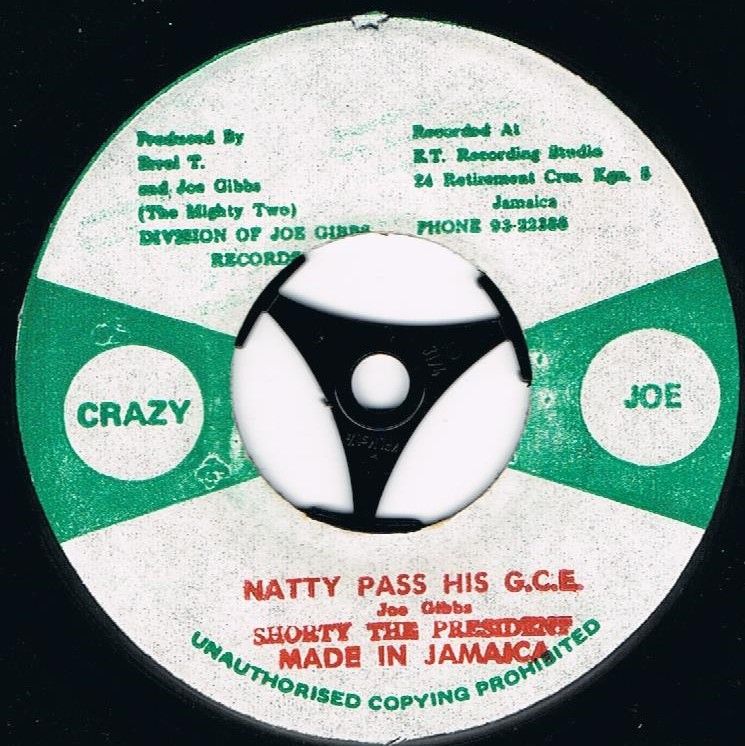 Produced By
Errol T.
and Joe Gibbs
(The Mighty Two)
DIVISION OF JOE GIBBS
RECORDS
Recorded At
E.T. Recording Studio
24 Retirement Cres. Kgn. 5
Jamaica
PHONE 93-22386
CRAZY
JOE
NATTY PASS HIS G.C.E.
Joe Gibbs
SHORTY THE PRESIDENT
MADE IN JAMAICA
UNAUTHORISED COPYING PROHIBITED